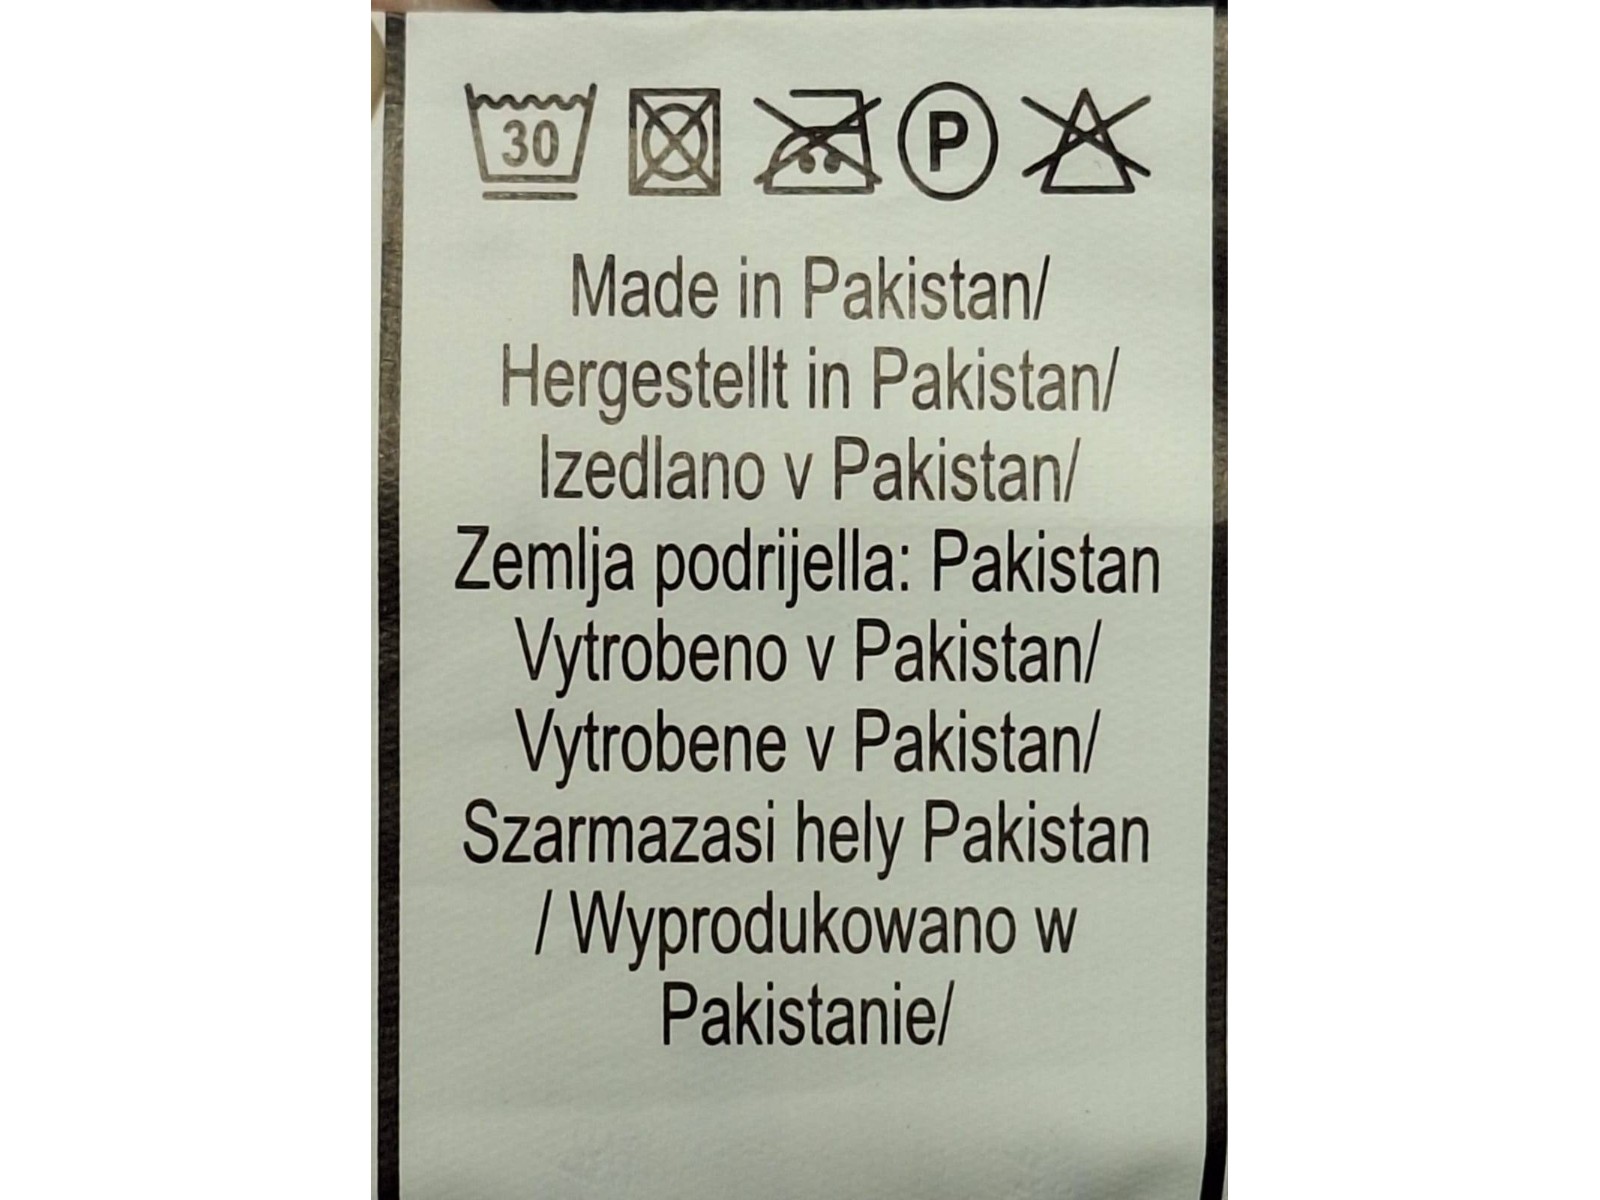 30 P
Made in Pakistan/
Hergestellt in Pakistan/
Izedlano v Pakistan/
Zemlja podrijella: Pakistan
Vytrobeno v Pakistan/
Vytrobene v Pakistan/
Szarmazasi hely Pakistan
/ Wyprodukowano w
Pakistanie/